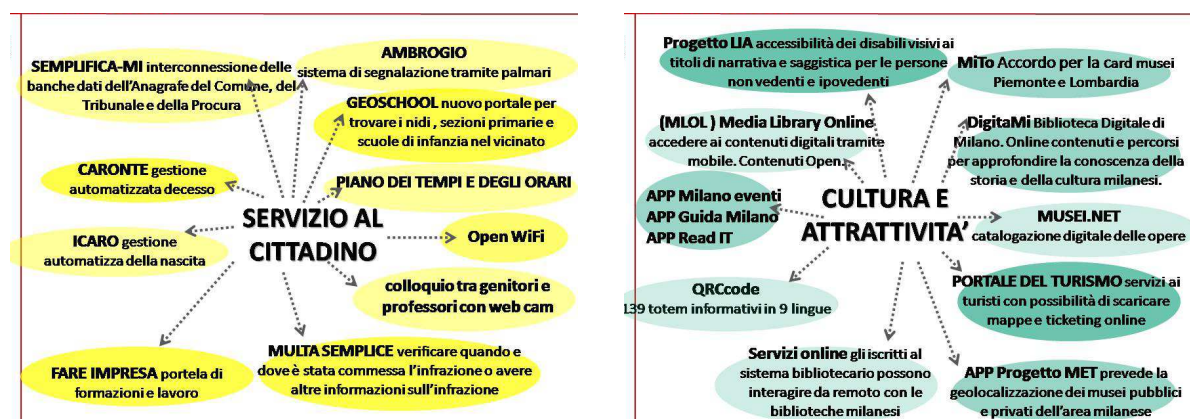 SEMPLIFICA-MI interconnessione delle
banche dati dell'Anagrafe del Comune, del
Tribunale e della Procura
AMBROGIO
sistema di segnalazione tramite palmari
GEOSCHOOL nuovo portale per
trovare i nidi , sezioni primarie e
scuole di infanzia nel vicinato
CARONTE gestione
automattizzata decesso
PIANO DEI TEMPI E DEGLI ORARI
SERVIZIO AL
CITTADINO
ICARO gestione
automatizza della nascita
Open WiFi
colloquio tra genitori e
professori con web cam
FARE IMPRESA portela di
formazioni e lavoro
MULTA SEMPLICE verificare quando e
dove è stata commessa l'infrazione o avere
altre informazioni sull'infrazione
Progetto LIA accessibilità dei disabili visivi ai
titoli di narrativa e saggistica per le persone
non vedenti e ipovedenti
MiTo Accordo per la card musei
Piemonte e Lombardia
(MLOL ) Media Library Online
accedere ai contenuti digitali tramite
mobile. Contenuti Open.
DigitaMi Biblioteca Digitale di
Milano. Online contenuti e percorsi
per approfondire la conoscenza della
storia e della cultura milanesi.
APP Milano eventi
APP Guida Milano
APP Read IT
CULTURA E
ATTRATTIVITA'
MUSEI.NET
catalogazione digitale delle opere
QRCcode
139 totem informativi in 9 lingue
PORTALE DEL TURISMO servizi ai
turisti con possibilità di scaricare
mappe e ticketing online
Servizi online gli iscritti al
sistema bibliotecario possono
interagire da remoto con le
biblioteche milanesi
APP Progetto MET prevede la
geolocalizzazione dei musei pubblici
e privati dell'area milanese